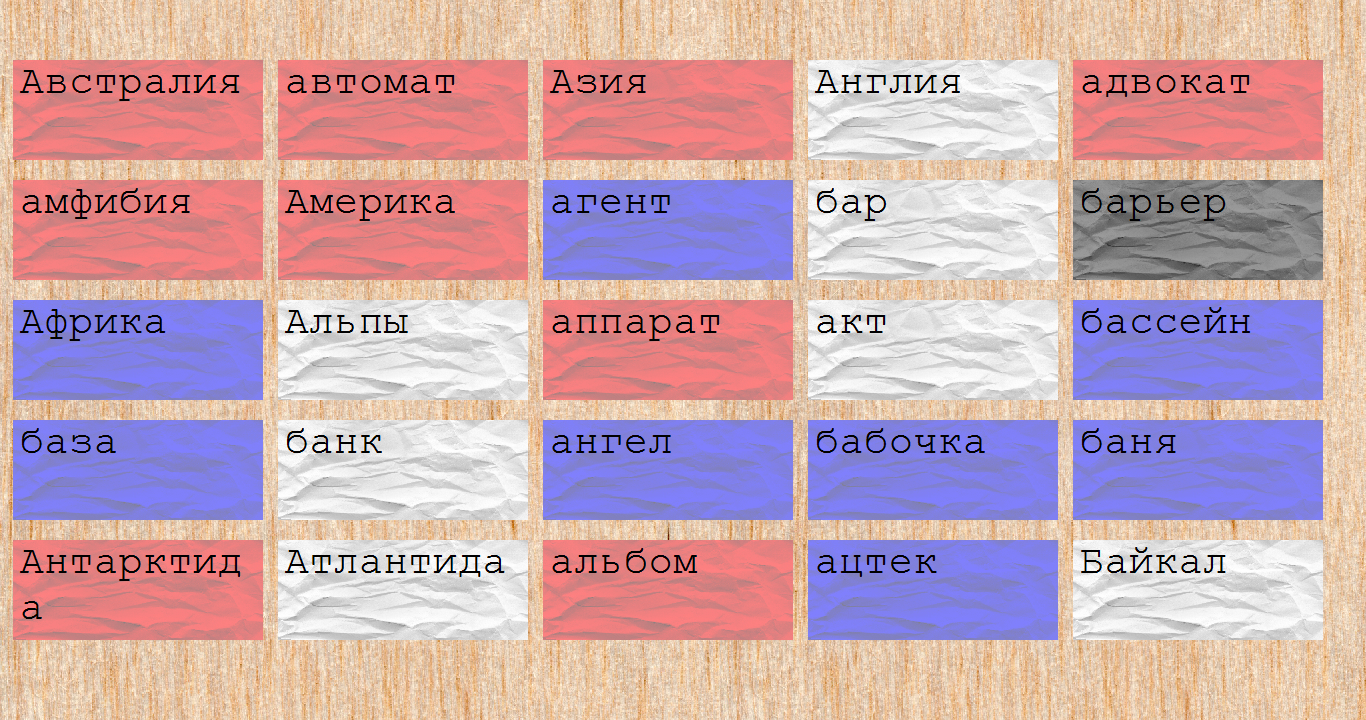 Австралия автомат Азия Англия адвокат
амфибия Америка агент бар барьер
Африка Альпы аппарат акт бассейн
база банк ангел бабочка баня
Антарктид Атлантида альбом ацтек Байкал
а